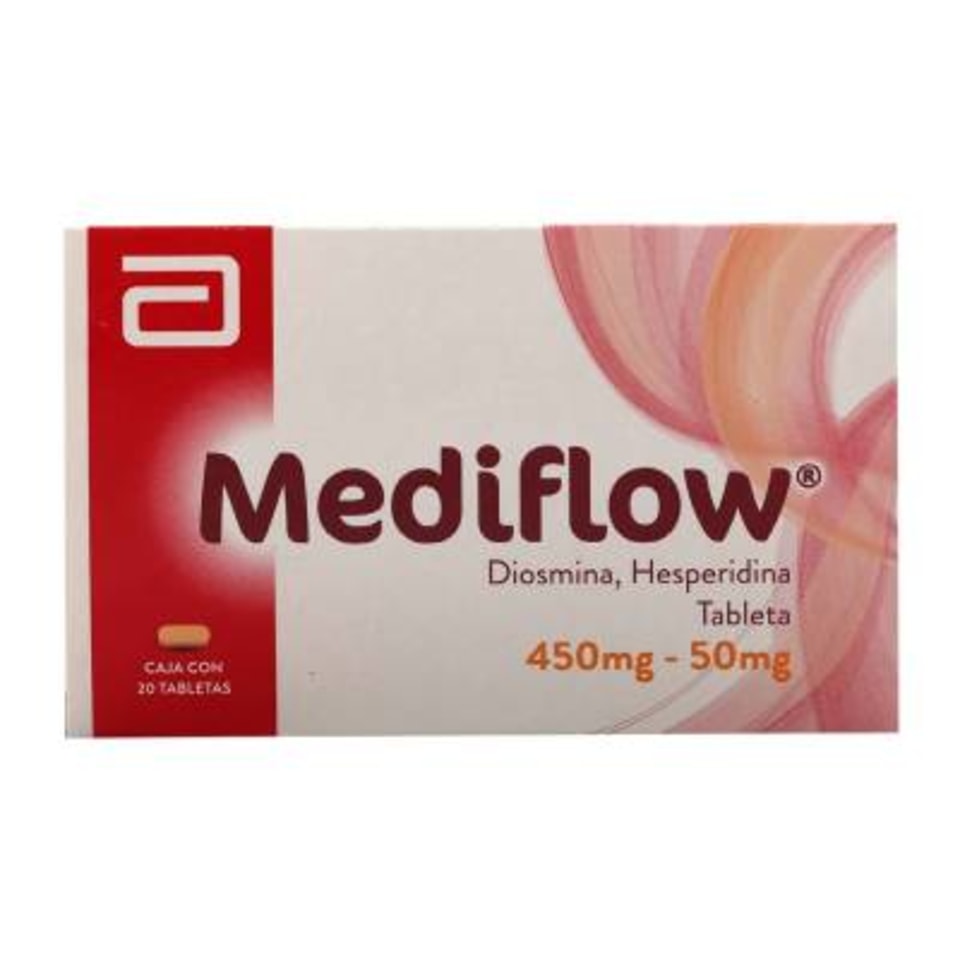 Mediflow®
Diosmina, Hesperidina
Tableta
450mg - 50mg
CAJA CON
20 TABLETAS